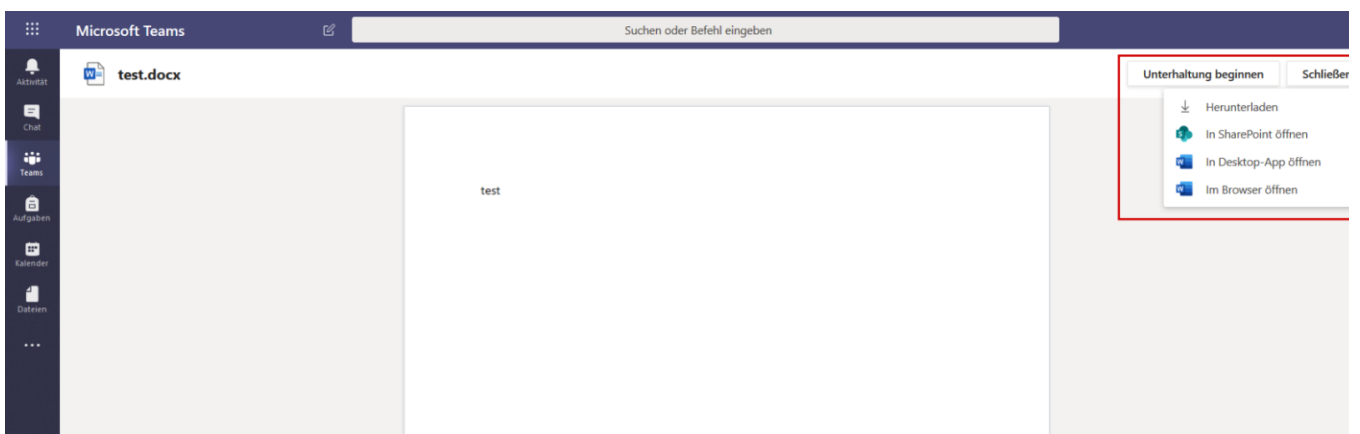 Microsoft Teams
Suchen oder Befehl eingeben
Aktivität
test.docx
Unterhaltung beginnen
Schließen
Herunterladen
Chat
In SharePoint öffnen
In Desktop-App öffnen
Teams
test
Im Browser öffnen
Aufgaben
Kalender
Dateien